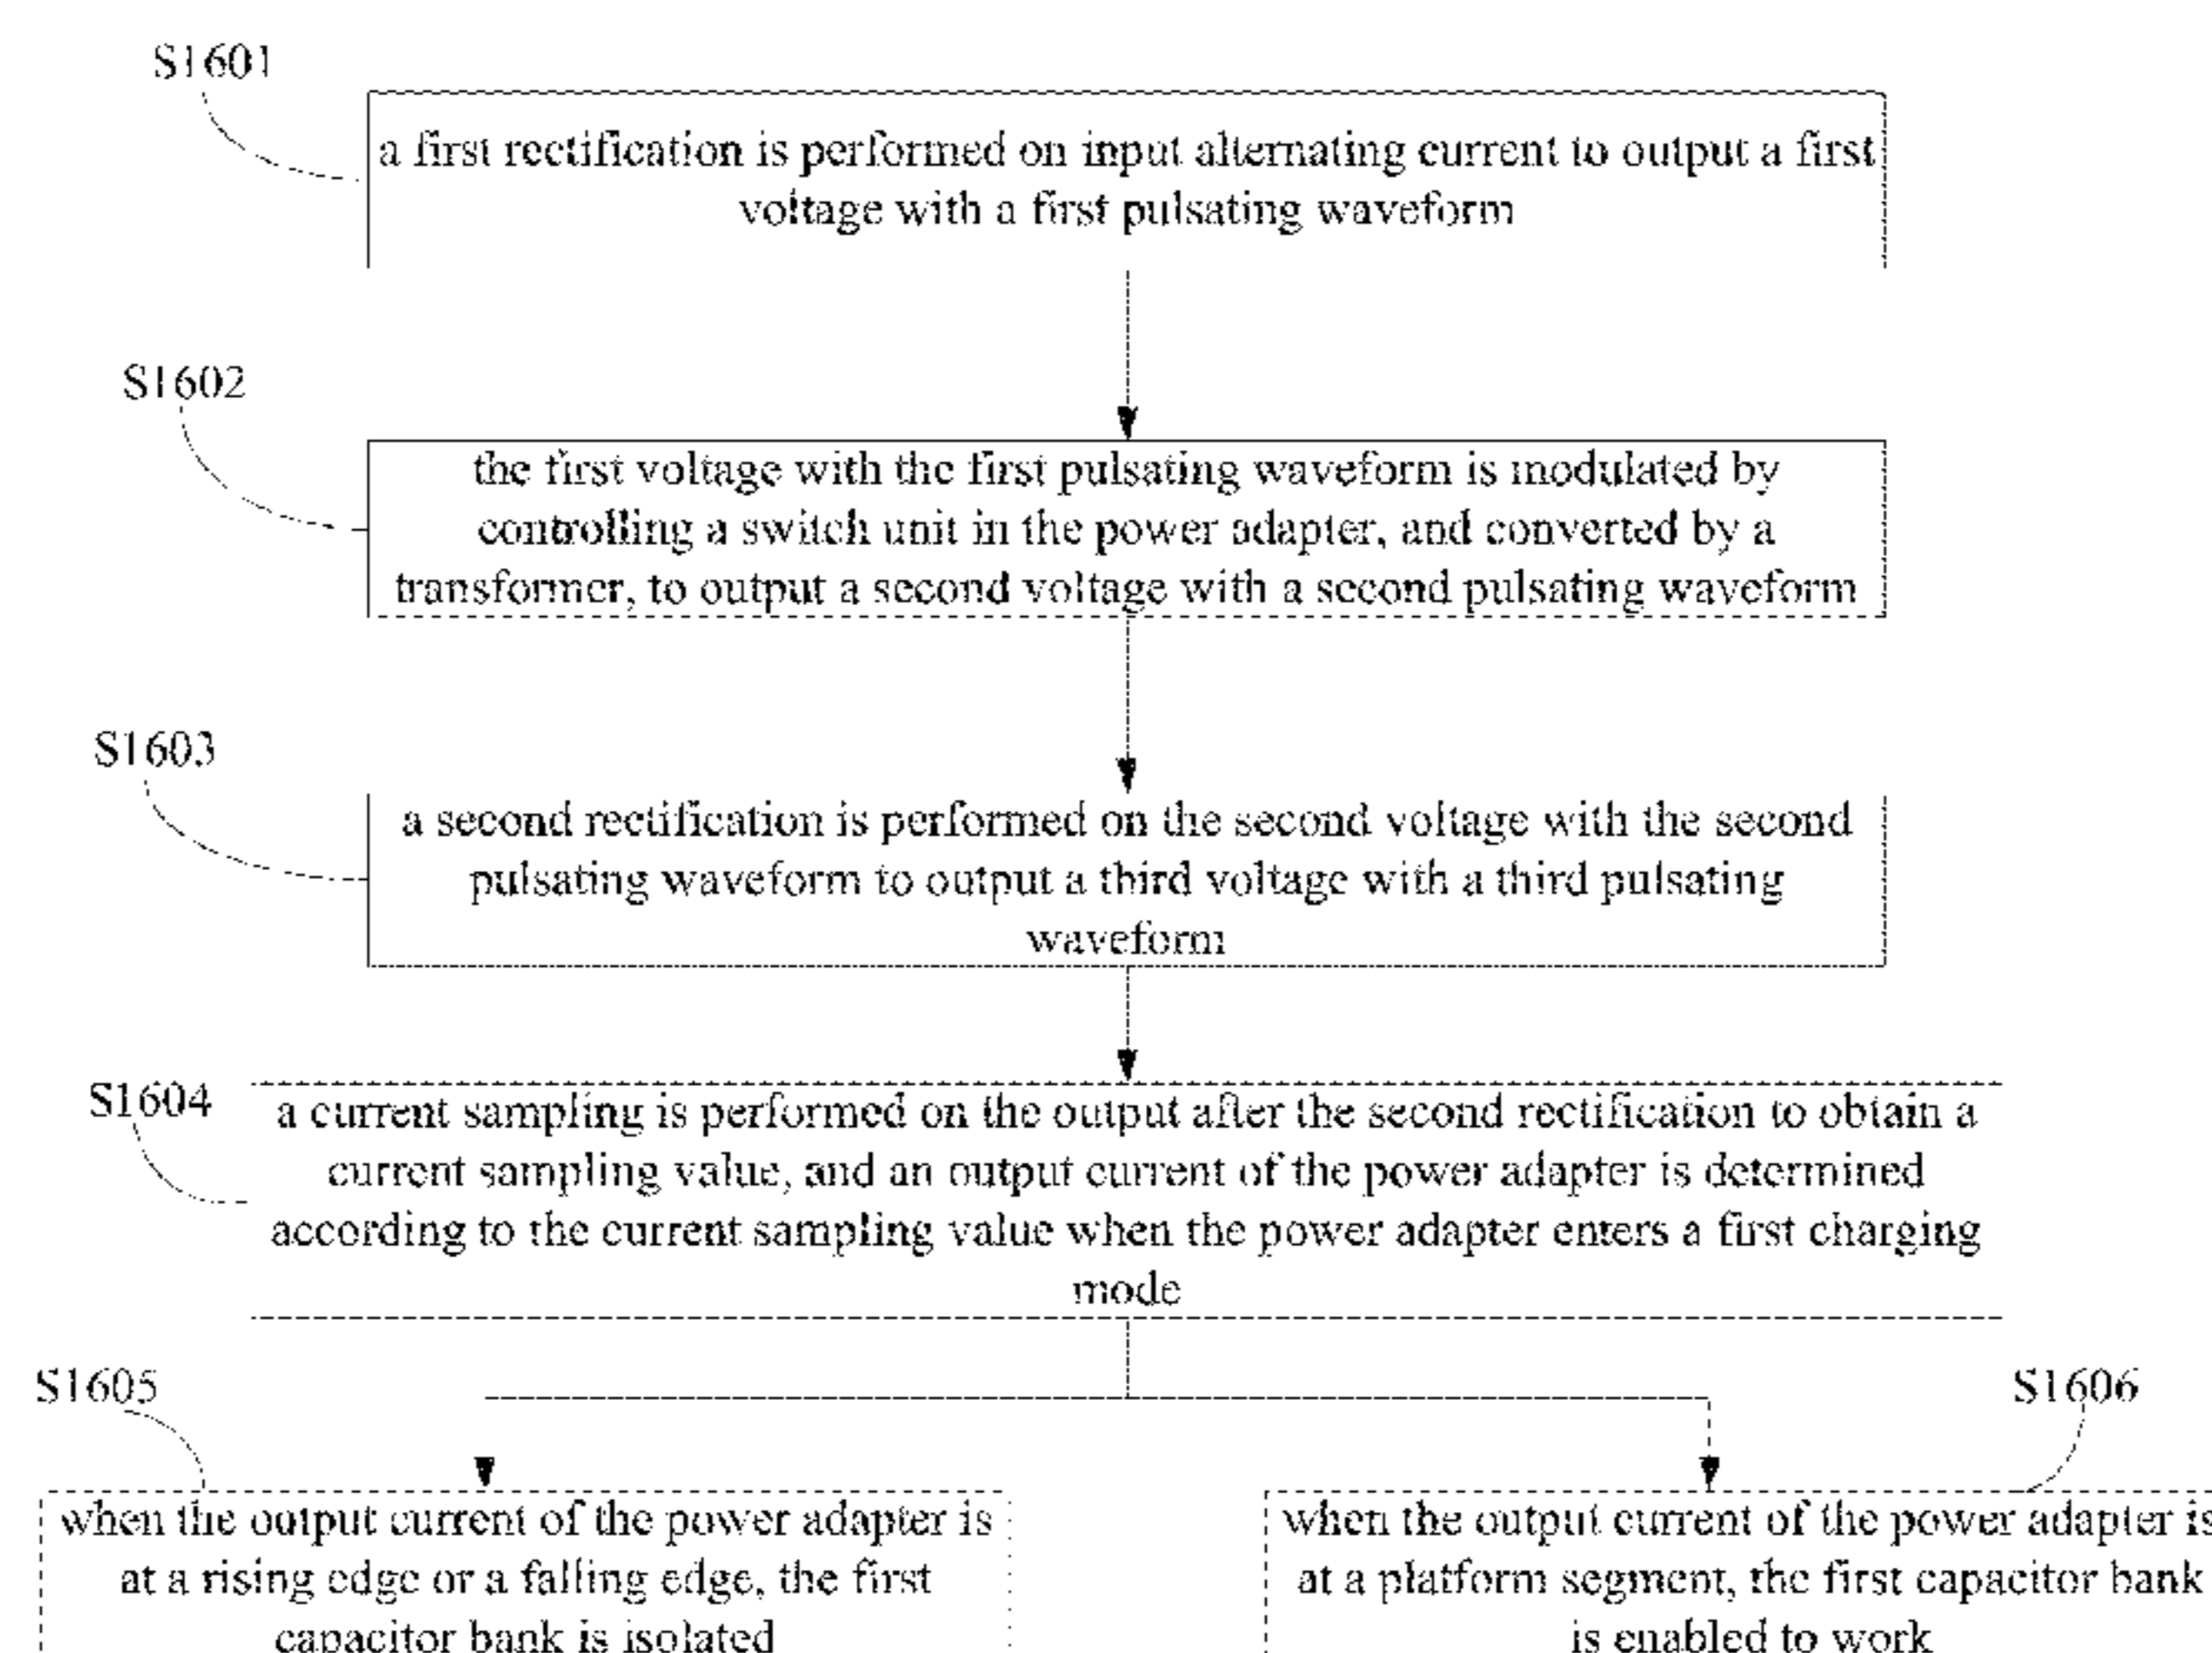 S1601
a first rectification is performed on input alternating current to output a first
voltage with a first pulsating waveform
S1602
the first voltage with the first pulsating waveform is modulated by
controlling a switch unit in the power adapter, and converted by a
transformer, to output a second voltage with a second pulsating waveform
S1603
a second rectification is performed on the second voltage with the second
pulsating waveform to output a third voltage with a third pulsating
waveform
S1604
a current sampling is performed on the output after the second rectification to obtain a
current sampling value, and an output current of the power adapter is determined
according to the current sampling value when the power adapter enters a first charging
mode
S1605
when the output current of the power adapter is
at a rising edge or a falling edge, the first
capacitor bank is isolated
S1606
when the output current of the power adapter is
at a platform segment, the first capacitor bank
is enabled to work